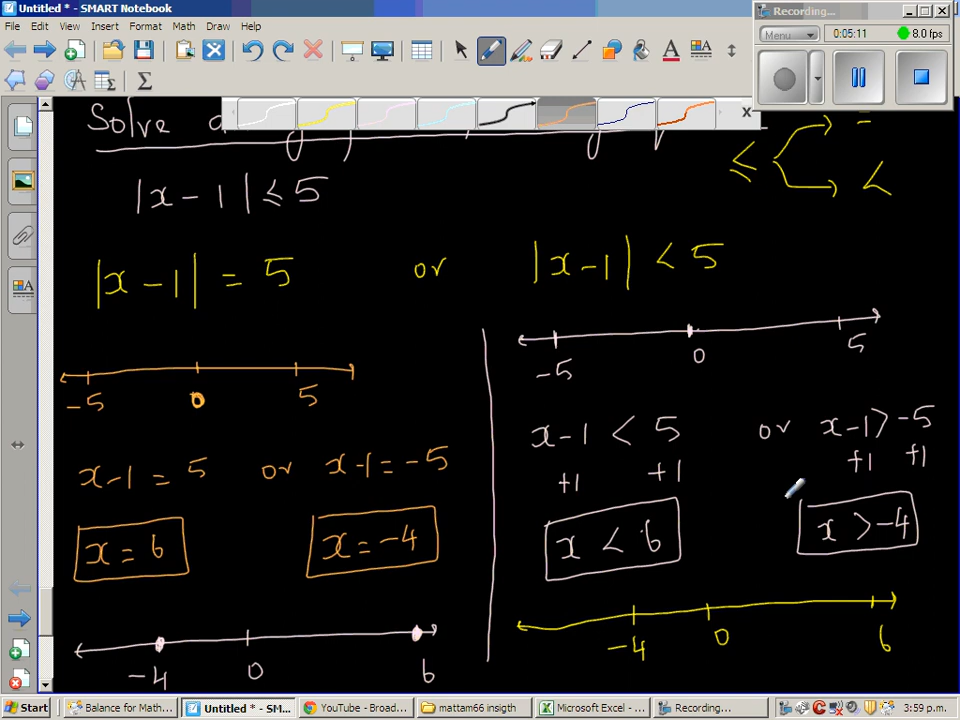 Untitled * - SMART Notebook
Recording...
File Edit View Insert Format Math Draw Help
Menu 0:05:11 8.0 fps
Solve
≤ =
<
|x - 1| ≤ 5
|x - 1| = 5 or |x - 1| < 5
-5 0 5
-5 0 5
x-1 = 5 or x-1 = -5
x-1 < 5 or x-1 > -5
+1 +1 +1 +1
x = 6 x = -4
x < 6 x > -4
-4 0 6
-4 0 6
Start Balance for Math... Untitled * - SM... YouTube - Broad... mattam66 insigth Microsoft Excel - ... Recording... 3:59 p.m.